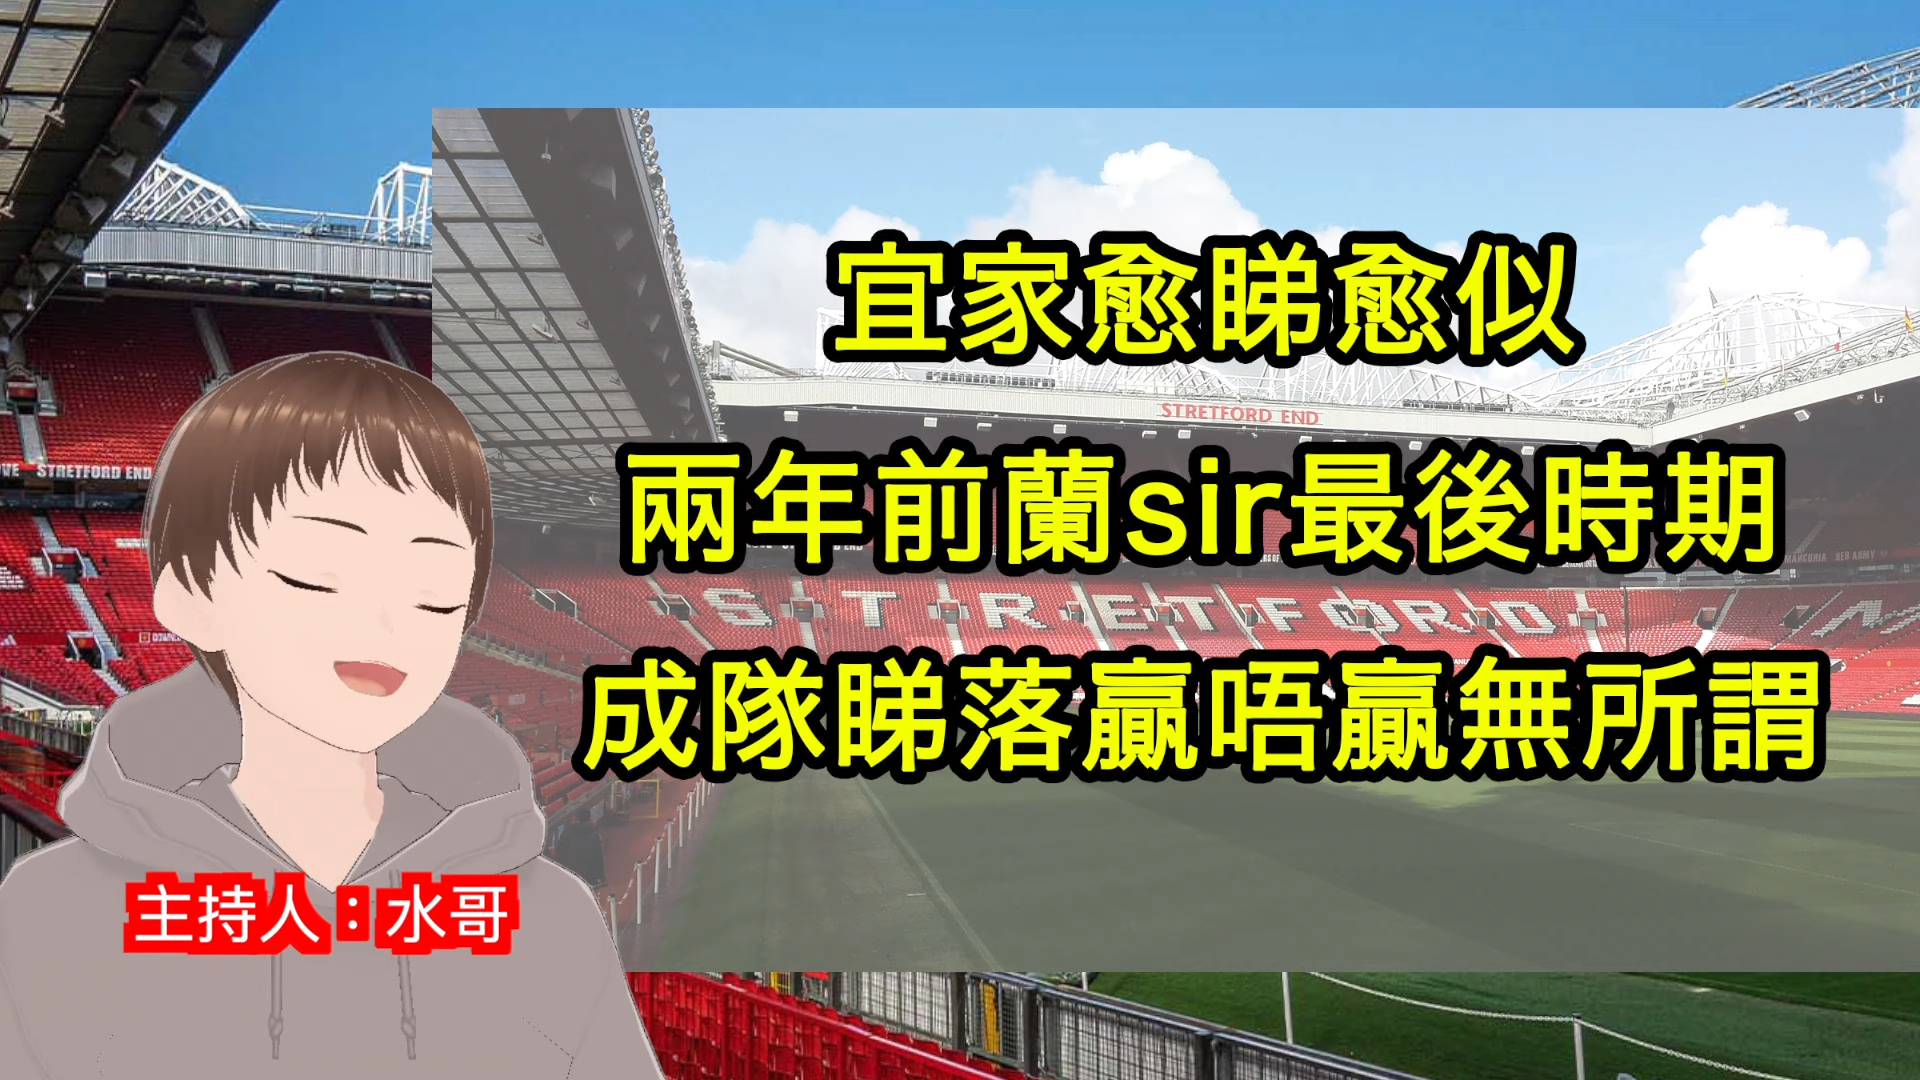 宜家愈睇愈似
STRETFORD END
兩年前蘭sir最後時期
STRETFORD END
STRETFORD
成隊睇落贏唔贏無所謂
主持人：水哥